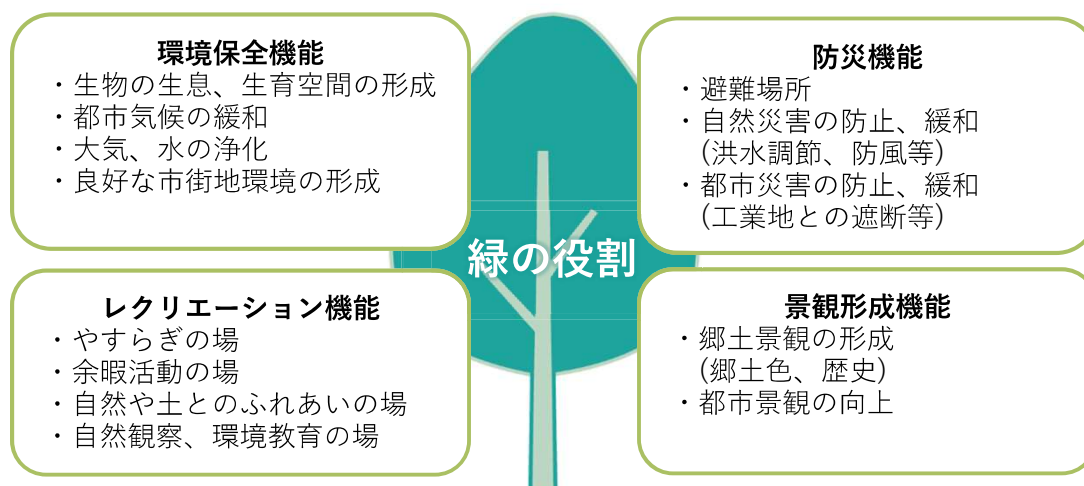 環境保全機能
・生物の生息、生育空間の形成
・都市気候の緩和
・大気、水の浄化
・良好な市街地環境の形成
防災機能
・避難場所
・自然災害の防止、緩和
(洪水調節、防風等)
・都市災害の防止、緩和
(工業地との遮断等)
緑の役割
レクリエーション機能
・やすらぎの場
・余暇活動の場
・自然や土とのふれあいの場
・自然観察、環境教育の場
景観形成機能
・郷土景観の形成
(郷土色、歴史)
・都市景観の向上